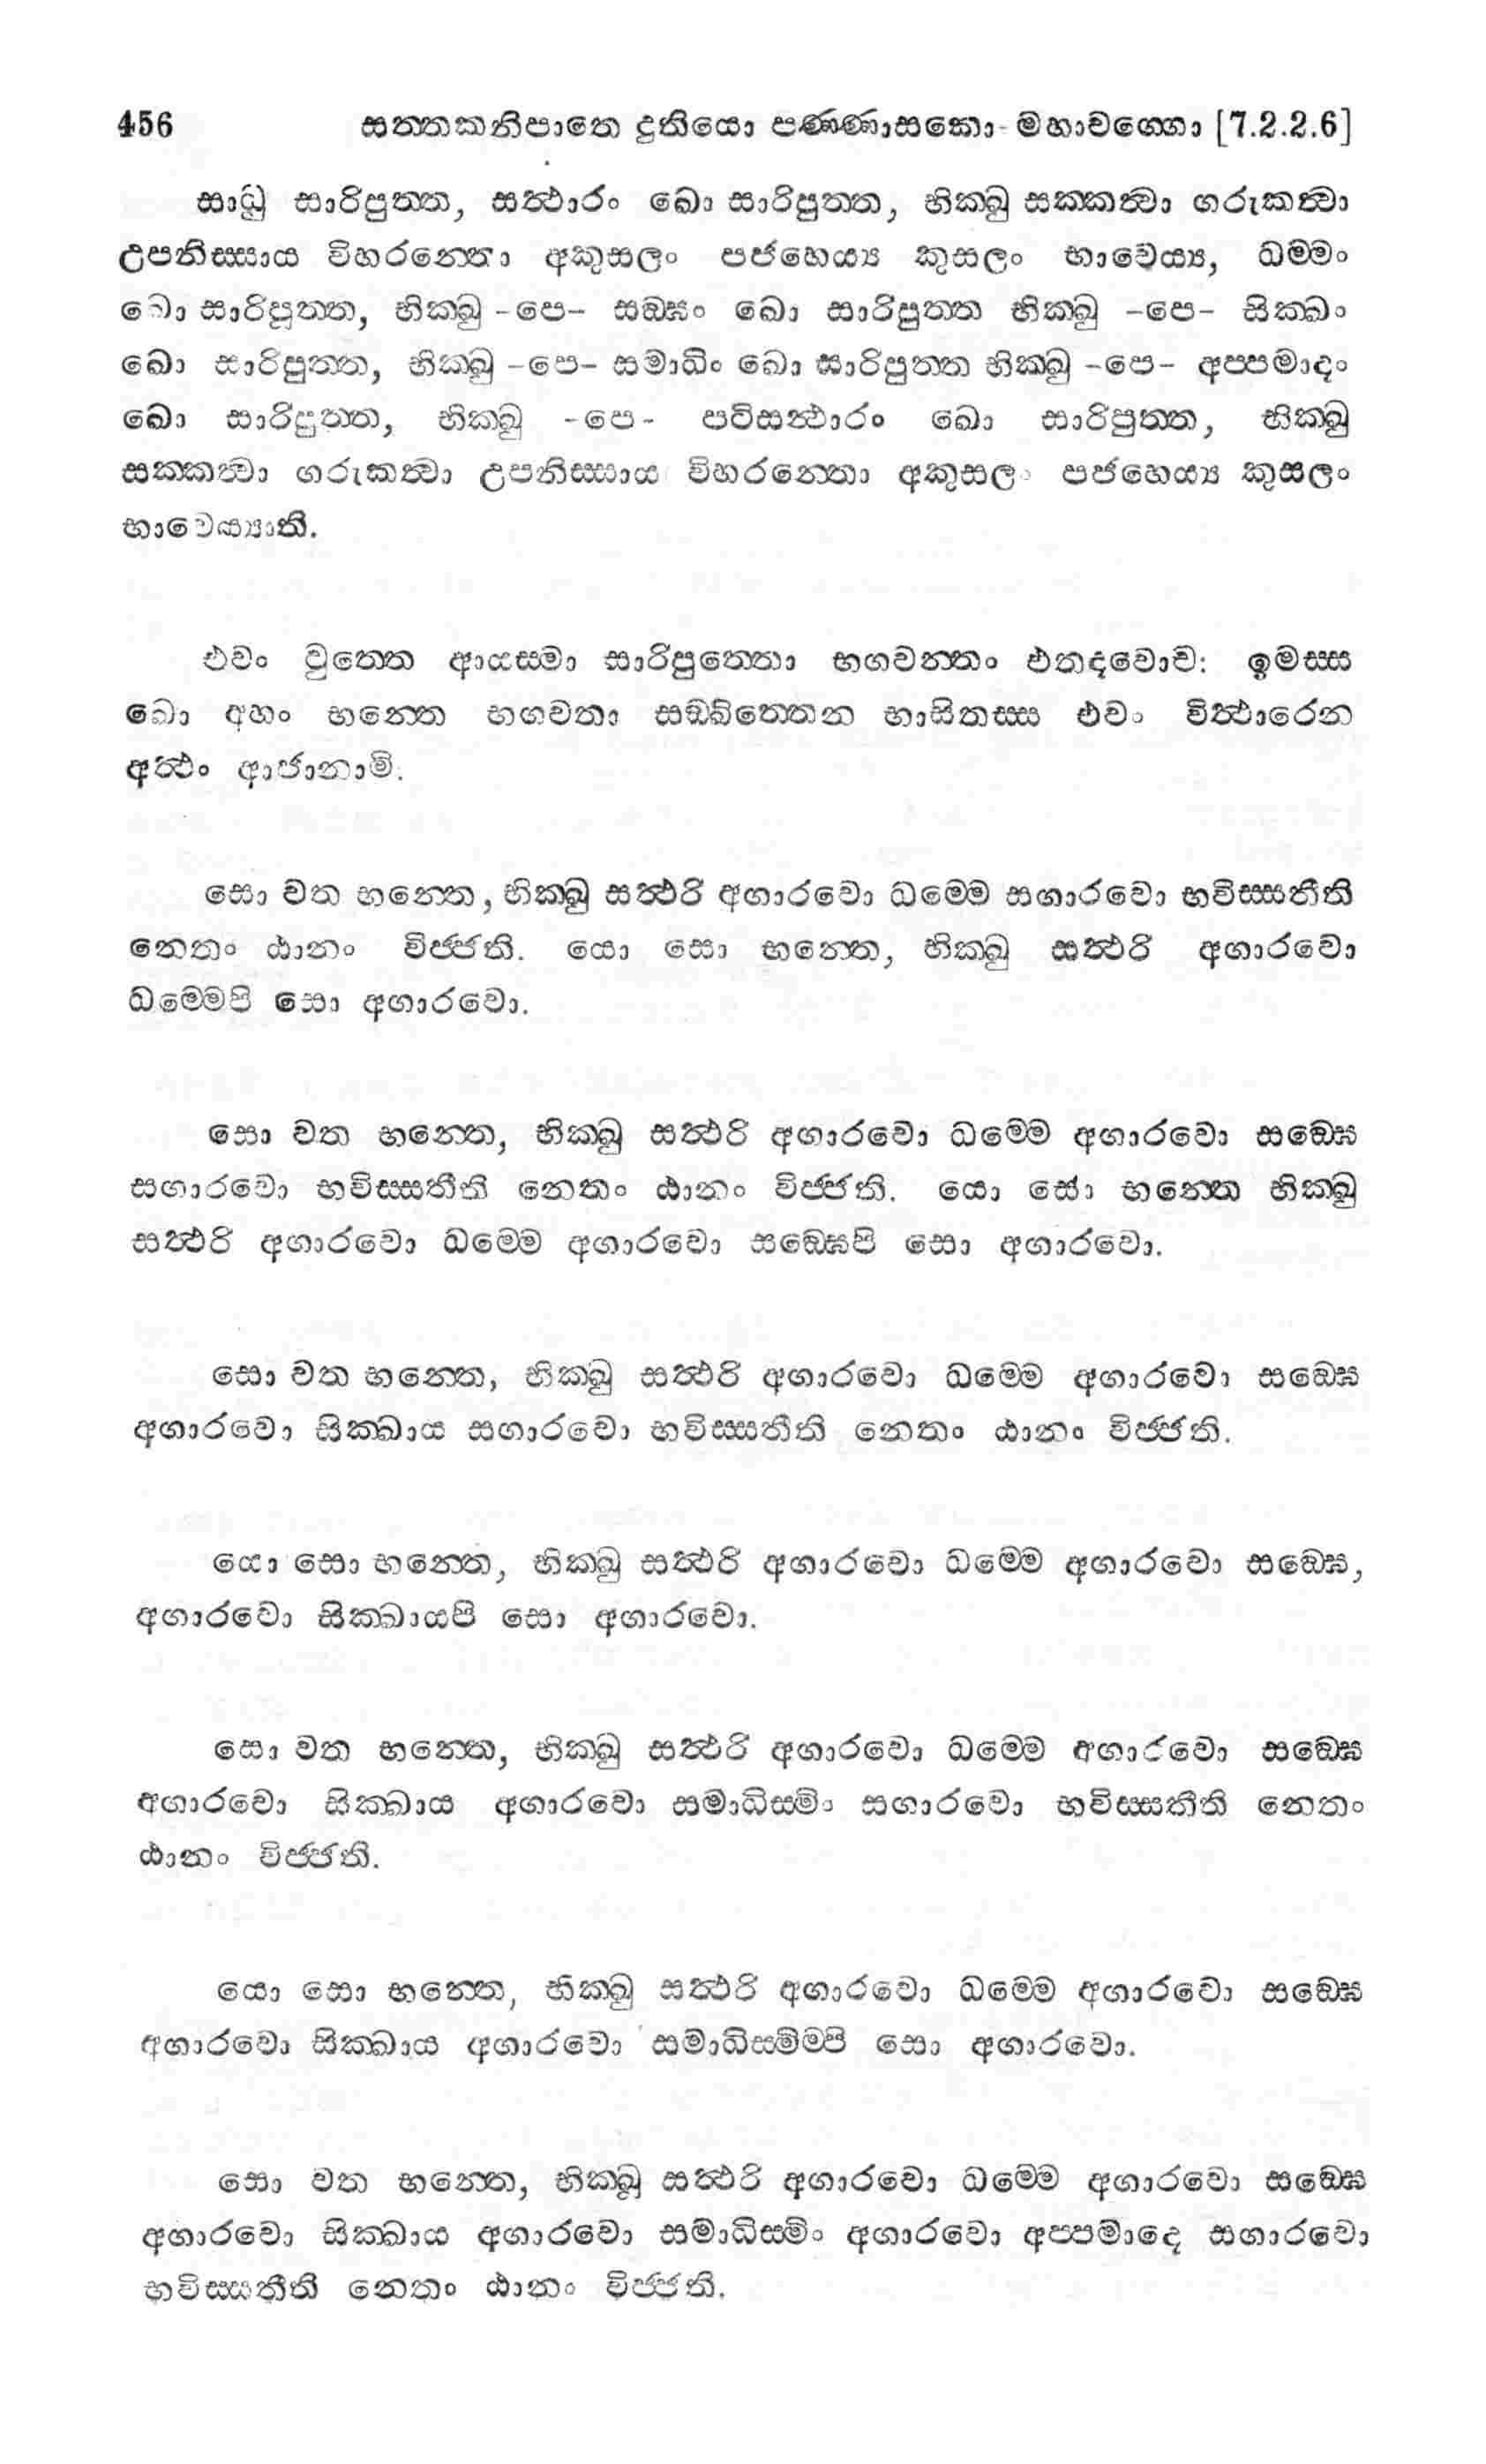 456 සත්තකනිපාතෙ දුතියො පණ්ණාසකො- මහාවග්ගො [7.2.2.6]
සාධු සාරිපුත්ත, සත්ථාරං ඛො සාරිපුත්ත, භික්ඛු සක්කත්වා ගරුකත්වා
උපනිස්සාය විහරන්තො අකුසලං පජහෙය්‍ය කුසලං භාවෙය්‍ය, ධම්මං
ඛො සාරිපුත්ත, භික්ඛු -පෙ- සඞ්ඝං ඛො සාරිපුත්ත භික්ඛු -පෙ- සික්ඛං
ඛො සාරිපුත්ත, භික්ඛු -පෙ- සමාධිං ඛො සාරිපුත්ත භික්ඛු -පෙ- අප්පමාදං
ඛො සාරිපුත්ත, භික්ඛු -පෙ- පටිසත්ථාරං ඛො සාරිපුත්ත, භික්ඛු
සක්කත්වා ගරුකත්වා උපනිස්සාය විහරන්තො අකුසලං පජහෙය්‍ය කුසලං
භාවෙය්‍යාති.
එවං වුත්තෙ ආයස්මා සාරිපුත්තො භගවන්තං එතදවොච: ඉමස්ස
ඛො අහං භන්තෙ භගවතා සඞ්ඛිත්තෙන භාසිතස්ස එවං විත්ථාරෙන
අත්ථං ආජානාමි.
සො වත භන්තෙ, භික්ඛු සත්ථරි අගාරවො ධම්මෙ සගාරවො භවිස්සතීති
නෙතං ඨානං විජ්ජති. යො සො භන්තෙ, භික්ඛු සත්ථරි අගාරවො
ධම්මෙපි සො අගාරවො.
සො වත භන්තෙ, භික්ඛු සත්ථරි අගාරවො ධම්මෙ අගාරවො සඞ්ඝෙ
සගාරවො භවිස්සතීති නෙතං ඨානං විජ්ජති. යො සෝ භන්තෙ භික්ඛු
සත්ථරි අගාරවො ධම්මෙ අගාරවො සඞ්ඝෙපි සො අගාරවො.
සො වත භන්තෙ, භික්ඛු සත්ථරි අගාරවො ධම්මෙ අගාරවො සඞ්ඝෙ
අගාරවො සික්ඛාය සගාරවො භවිස්සතීති නෙතං ඨානං විජ්ජති.
යො සො භන්තෙ, භික්ඛු සත්ථරි අගාරවො ධම්මෙ අගාරවො සඞ්ඝෙ,
අගාරවො සික්ඛායපි සො අගාරවො.
සො වත භන්තෙ, භික්ඛු සත්ථරි අගාරවො ධම්මෙ අගාරවො සඞ්ඝෙ
අගාරවො සික්ඛාය අගාරවො සමාධිස්මිං සගාරවො භවිස්සතීති නෙතං
ඨානං විජ්ජති.
යො සො භන්තෙ, භික්ඛු සත්ථරි අගාරවො ධම්මෙ අගාරවො සඞ්ඝෙ
අගාරවො සික්ඛාය අගාරවො සමාධිස්මිම්පි සො අගාරවො.
සො වත භන්තෙ, භික්ඛු සත්ථරි අගාරවො ධම්මෙ අගාරවො සඞ්ඝෙ
අගාරවො සික්ඛාය අගාරවො සමාධිස්මිං අගාරවො අප්පමාදෙ සගාරවො
භවිස්සතීති නෙතං ඨානං විජ්ජති.